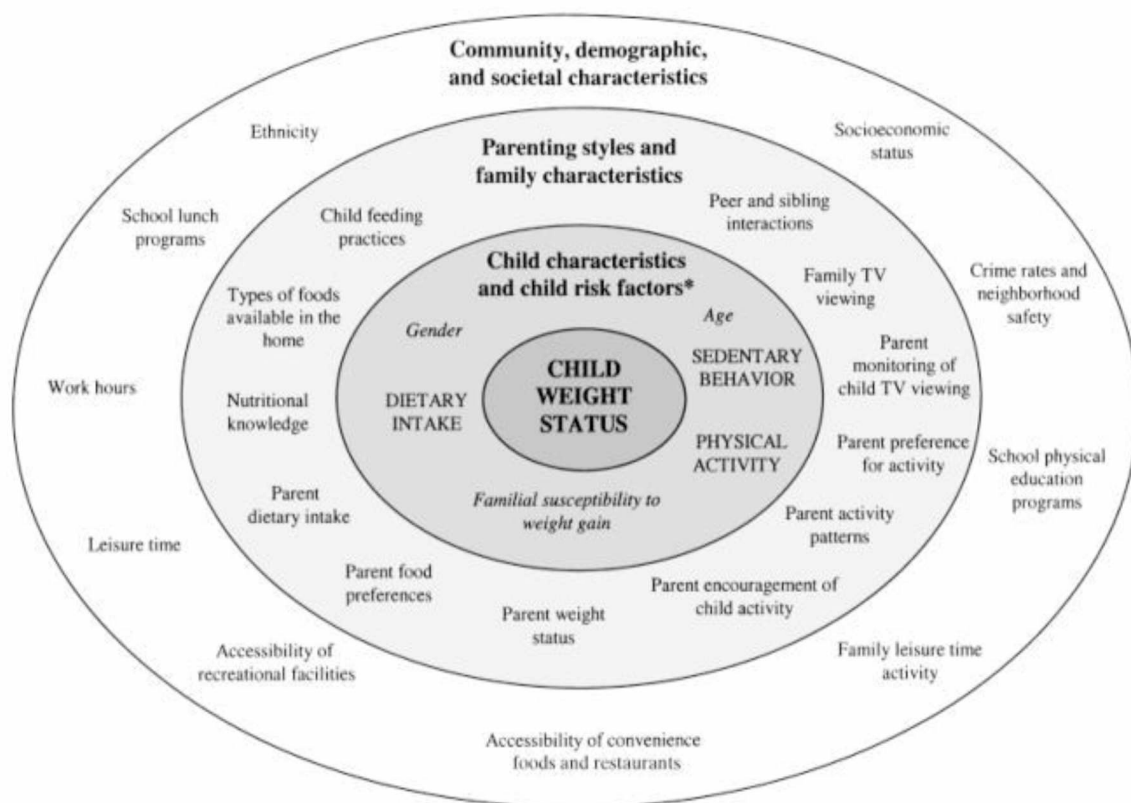 Community, demographic,
and societal characteristics
Ethnicity
Socioeconomic
status
Parenting styles and
family characteristics
School lunch
programs
Child feeding
practices
Peer and sibling
interactions
Child characteristics
and child risk factors*
Family TV
viewing
Crime rates and
neighborhood
safety
Types of foods
available in the
home
Gender
Age
Parent
monitoring of
child TV viewing
CHILD
WEIGHT
STATUS
SEDENTARY
BEHAVIOR
Work hours
Nutritional
knowledge
DIETARY
INTAKE
PHYSICAL
ACTIVITY
Parent preference
for activity
School physical
education
programs
Parent
dietary intake
Familial susceptibility to
weight gain
Parent activity
patterns
Leisure time
Parent food
preferences
Parent weight
status
Parent encouragement of
child activity
Accessibility of
recreational facilities
Family leisure time
activity
Accessibility of convenience
foods and restaurants